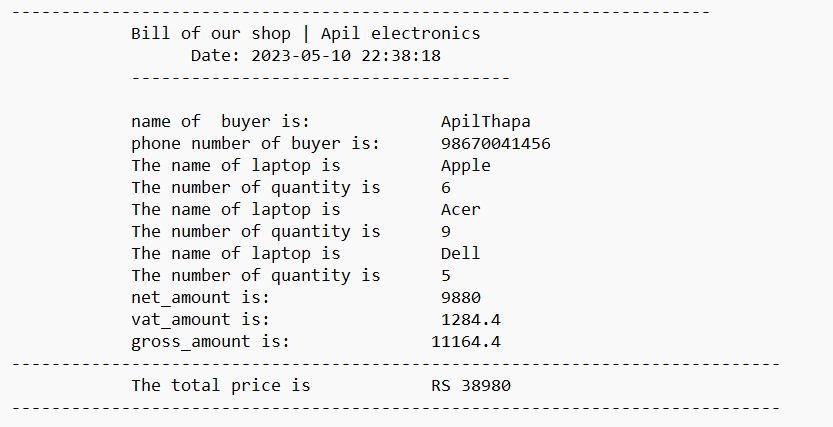 ----------------------------------------------------------------------
Bill of our shop | Apil electronics
Date: 2023-05-10 22:38:18
--------------------------------------
name of  buyer is: ApilThapa
phone number of buyer is: 98670041456
The name of laptop is Apple
The number of quantity is 6
The name of laptop is Acer
The number of quantity is 9
The name of laptop is Dell
The number of quantity is 5
net_amount is: 9880
vat_amount is: 1284.4
gross_amount is: 11164.4
-----------------------------------------------------------------------------
The total price is RS 38980
-----------------------------------------------------------------------------